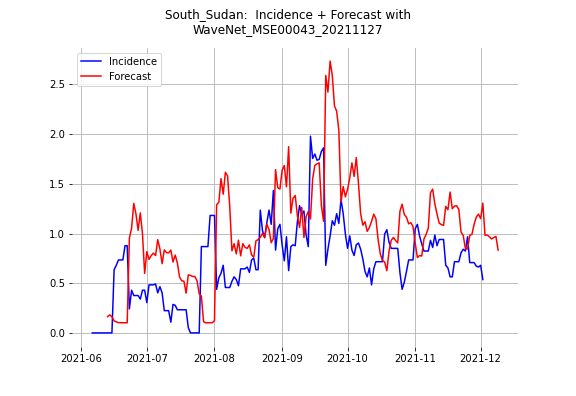 South_Sudan:  Incidence + Forecast with
WaveNet_MSE00043_20211127
Incidence
Forecast
2.5
2.0
1.5
1.0
0.5
0.0
2021-06 2021-07 2021-08 2021-09 2021-10 2021-11 2021-12